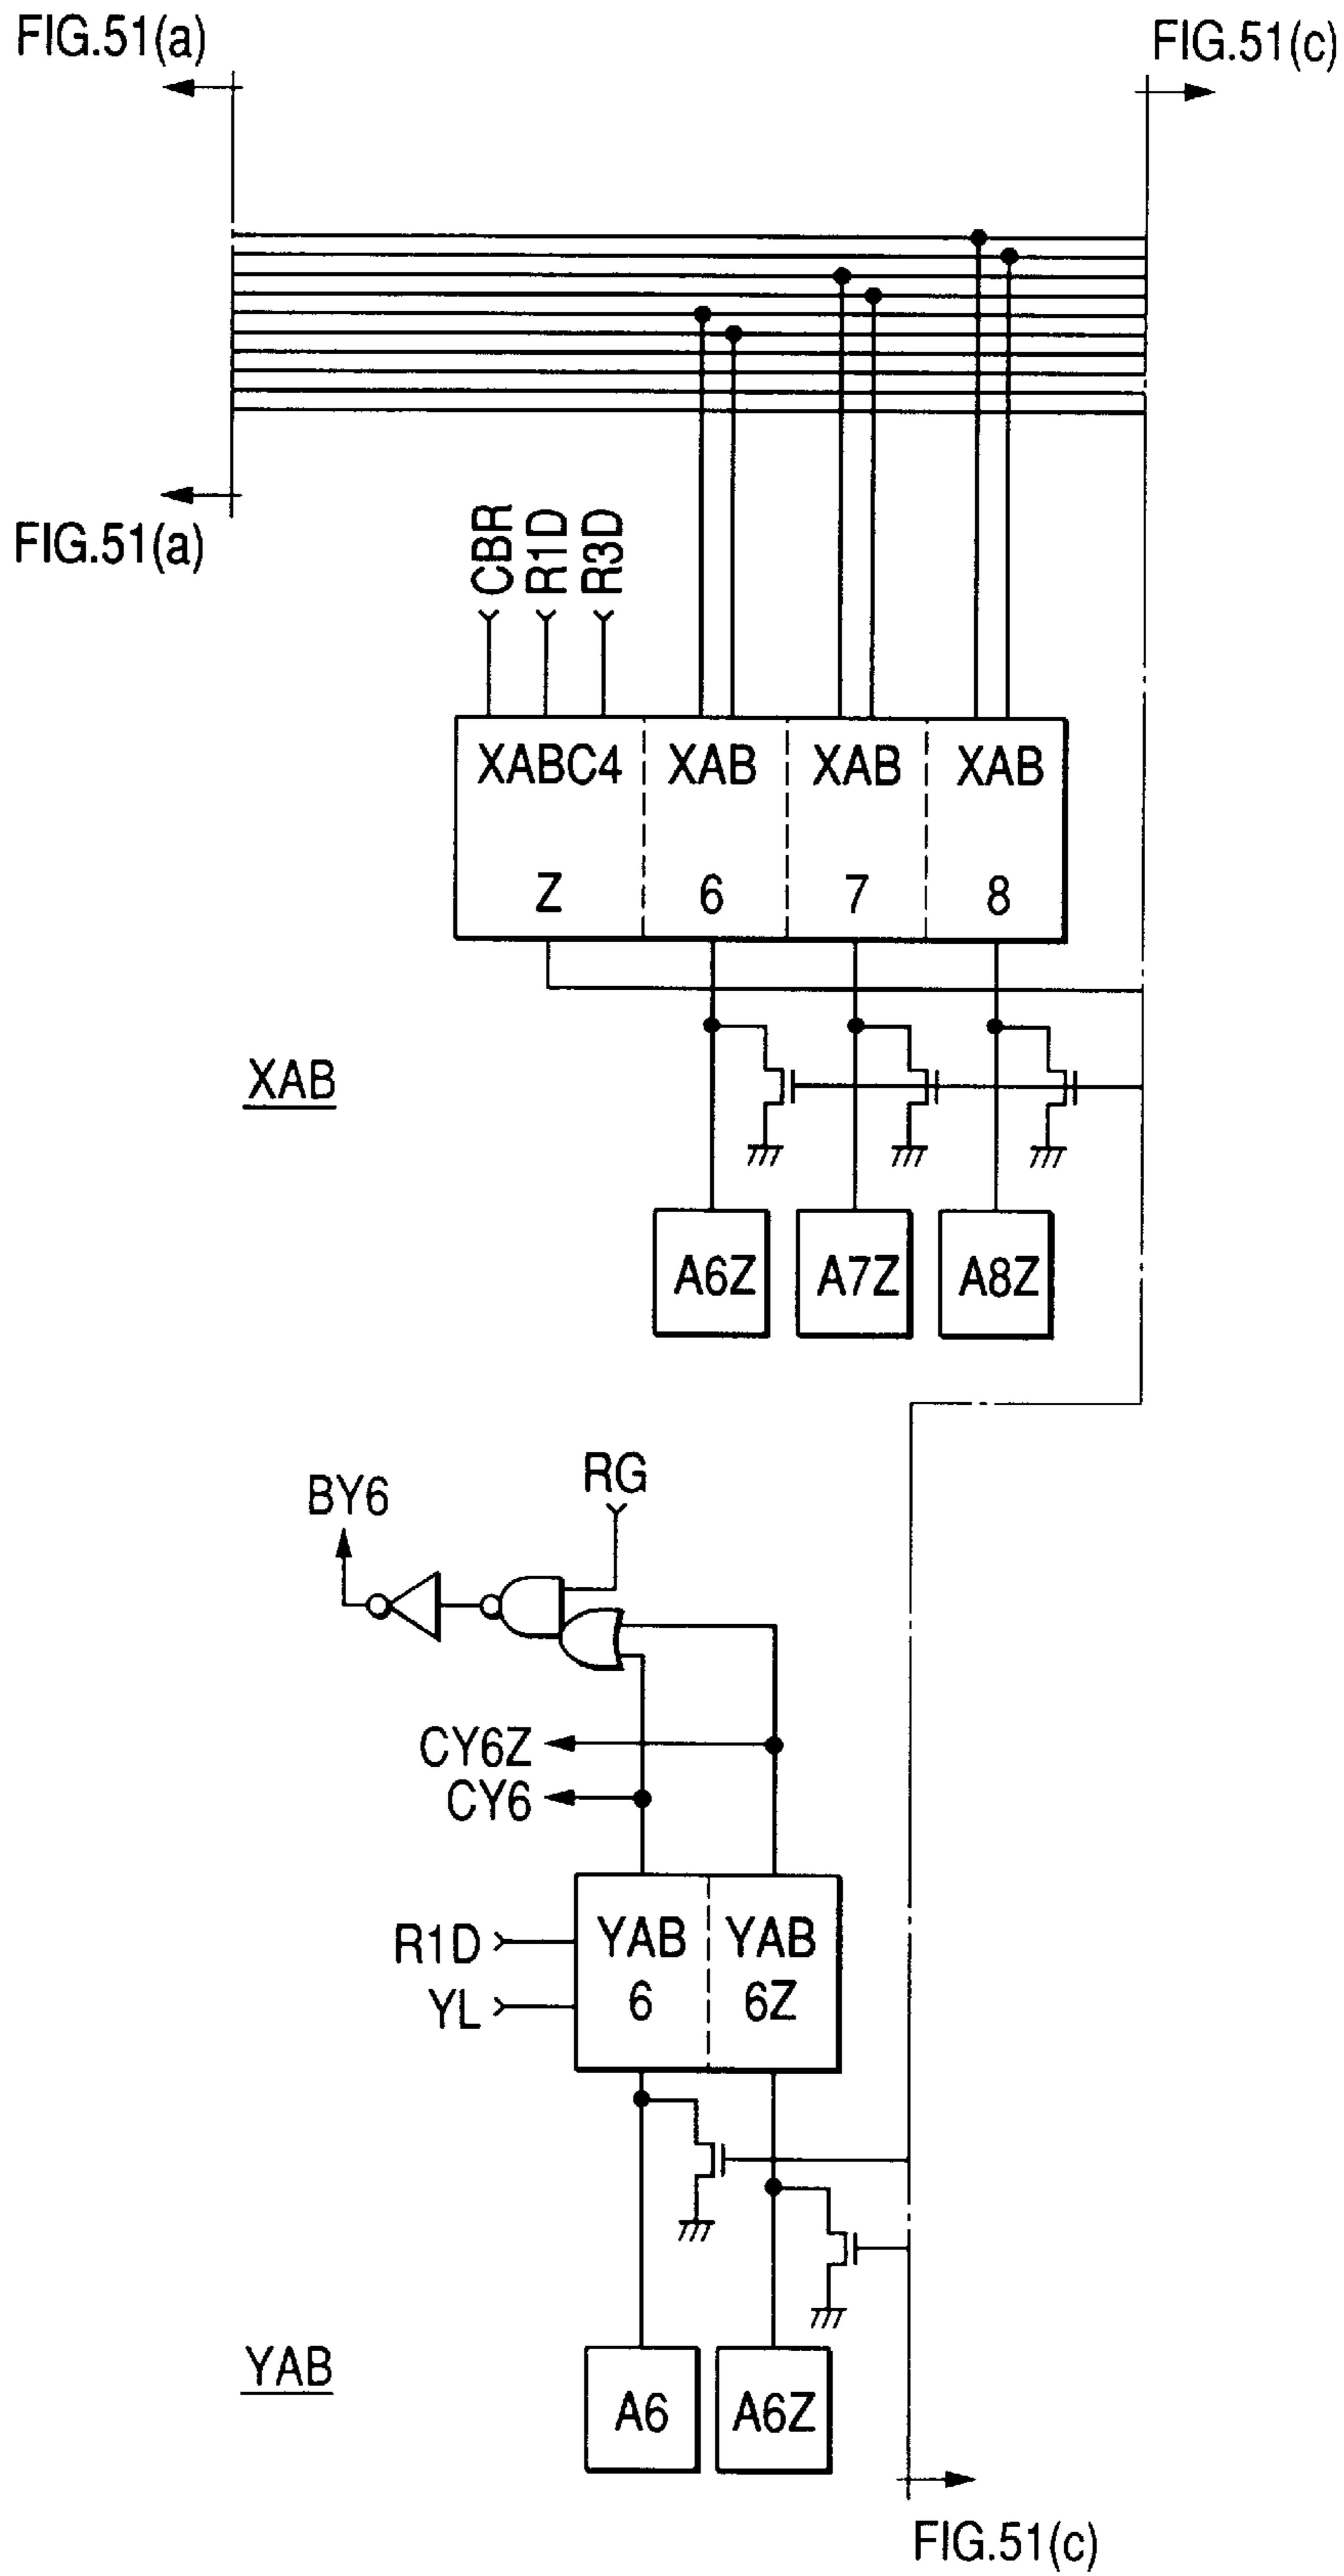 FIG.51(a)
FIG.51(c)
FIG.51(a)
CBR
R1D
R3D
XABC4 XAB XAB XAB
Z 6 7 8
XAB
A6Z A7Z A8Z
RG
BY6
CY6Z
CY6
R1D
YL
YAB YAB
6 6Z
YAB
A6 A6Z
FIG.51(c)